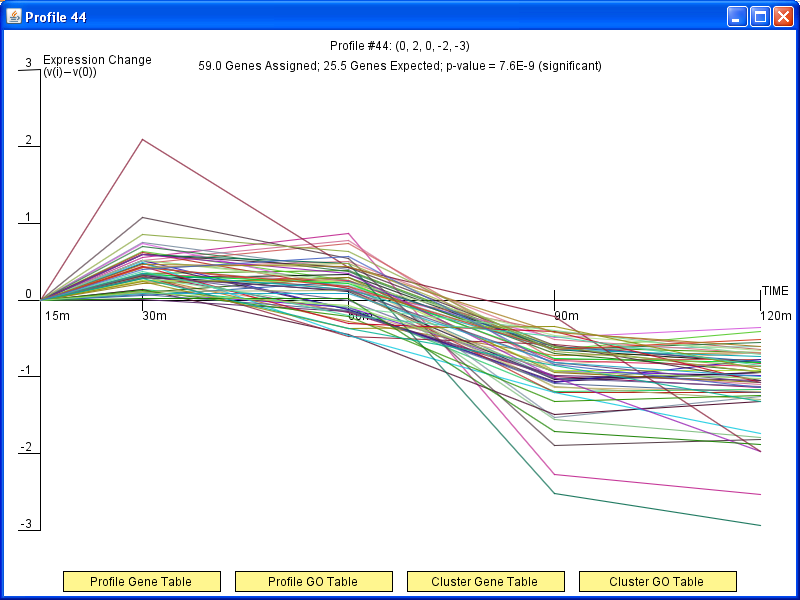 Profile 44
Profile #44: (0, 2, 0, -2, -3)
59.0 Genes Assigned; 25.5 Genes Expected; p-value = 7.6E-9 (significant)
Expression Change
(v(i)−v(0))
3
2
1
0
-1
-2
-3
TIME
15m 30m 60m 90m 120m
Profile Gene Table Profile GO Table Cluster Gene Table Cluster GO Table